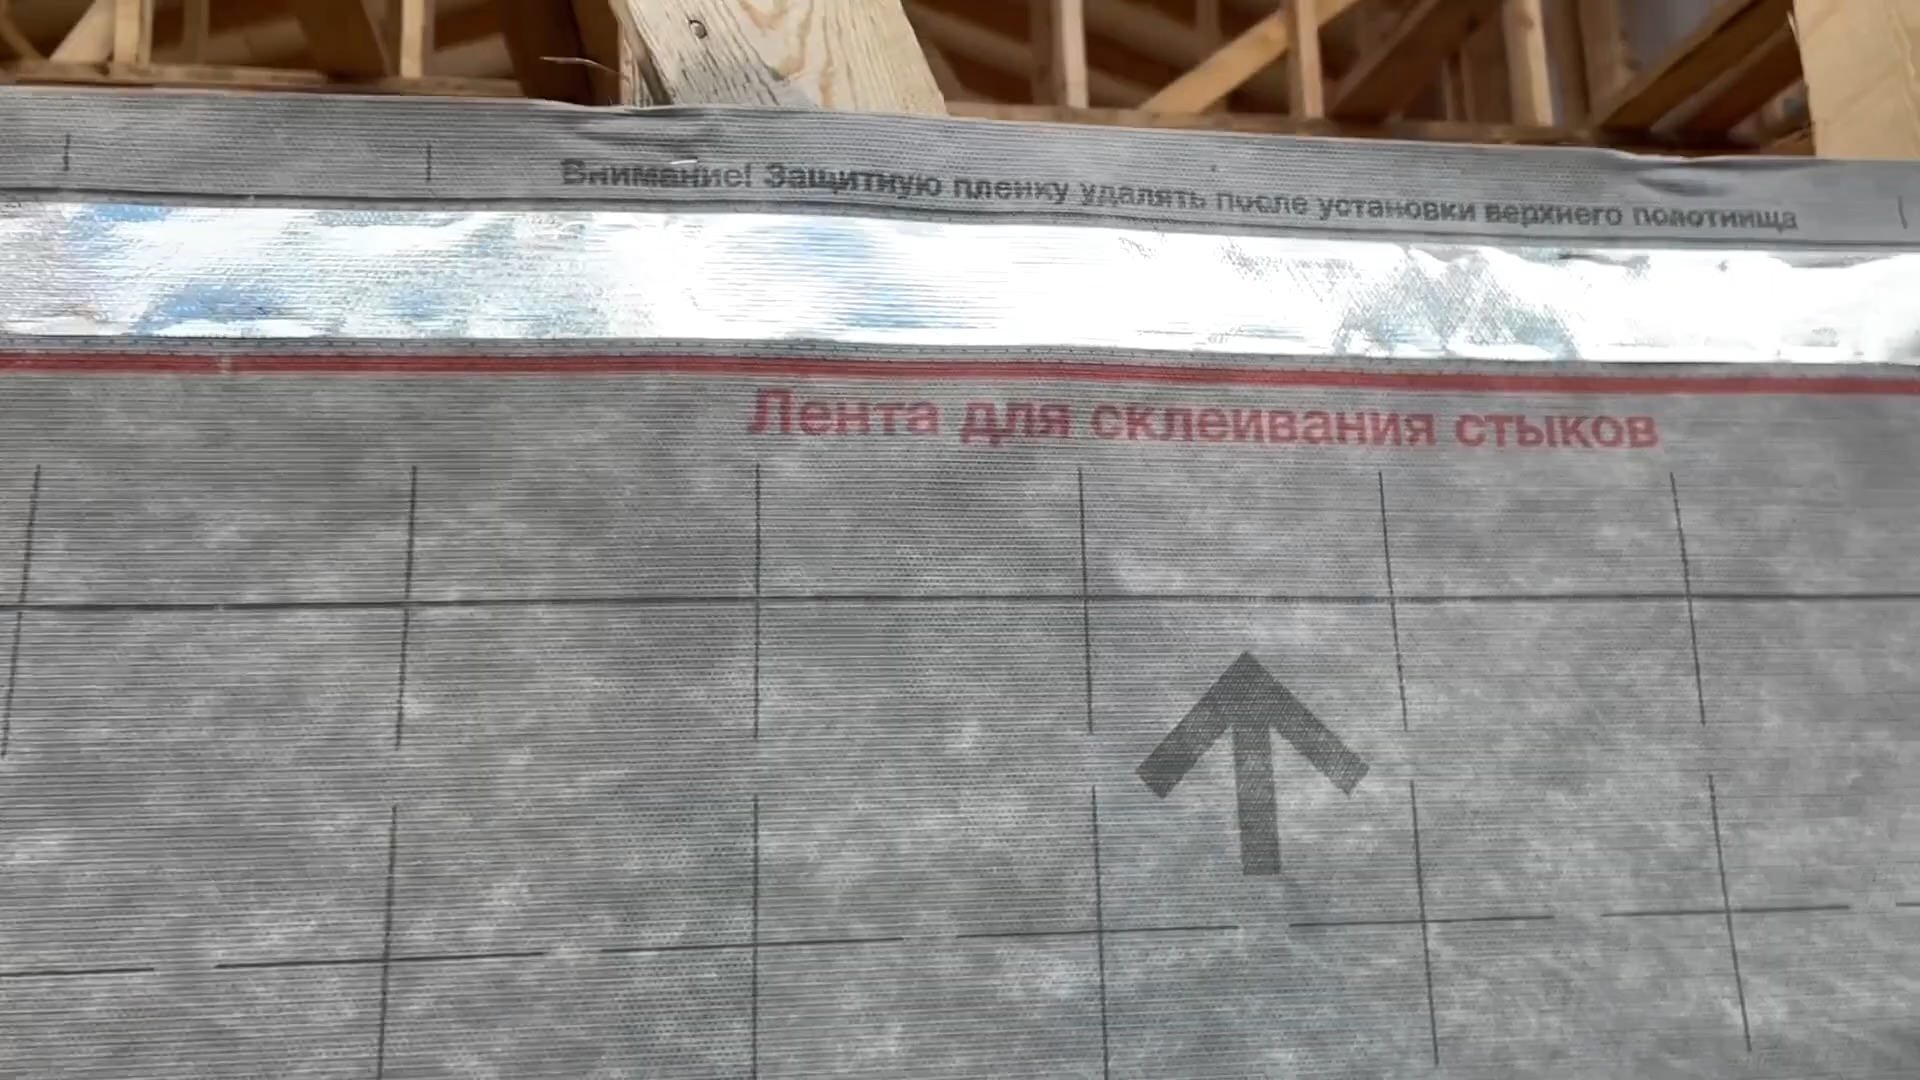 Внимание! Защитную пленку удалять после установки верхнего полотнища
Лента для склеивания стыков